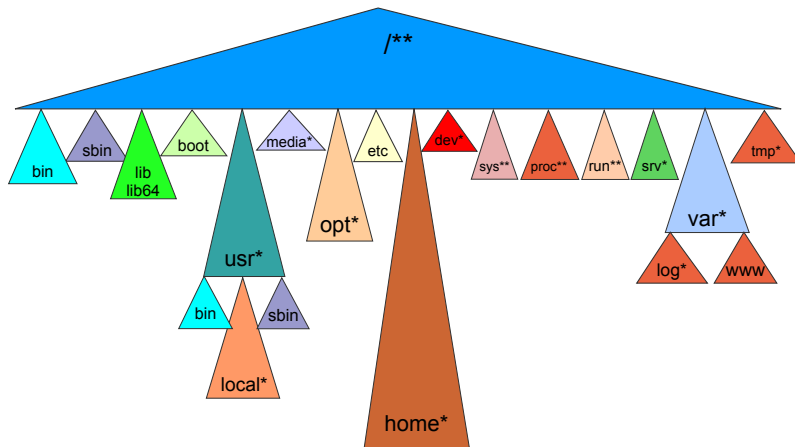 /**
bin
sbin
lib
lib64
boot
usr*
media*
opt*
etc
home*
dev*
sys**
proc**
run**
srv*
var*
tmp*
bin
local*
sbin
log*
www